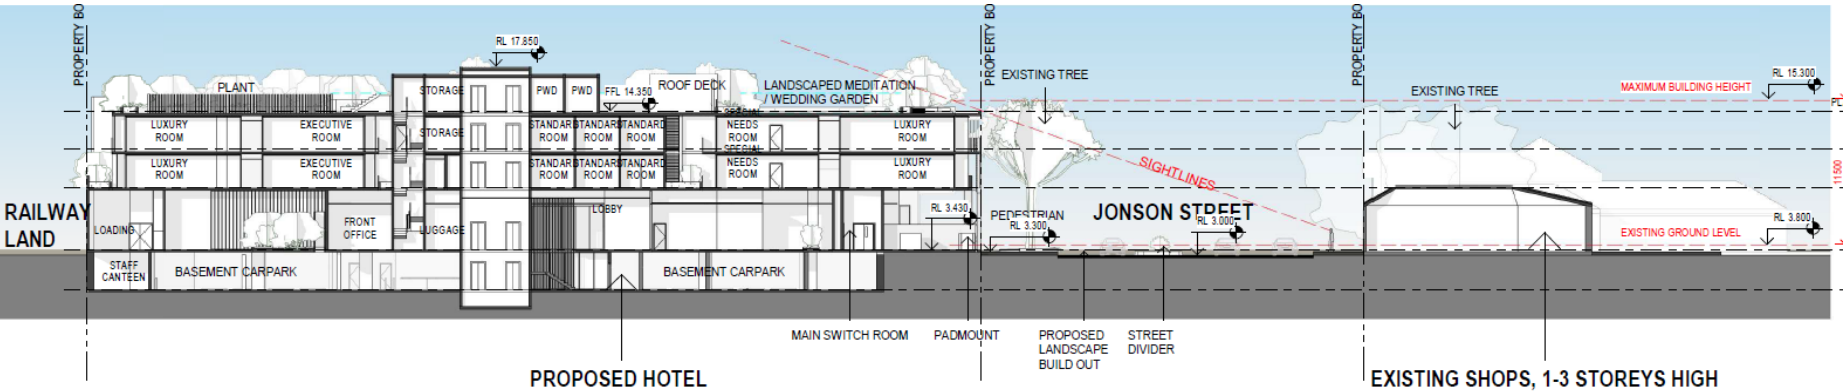 PROPERTY BO
PROPERTY BO
PROPERTY BO
RL 17.850
EXISTING TREE
RL 15.300
PLANT
STORAGE
PWD
PWD
FFL 14.350
ROOF DECK
LANDSCAPED MEDITATION
/ WEDDING GARDEN
EXISTING TREE
MAXIMUM BUILDING HEIGHT
LUXURY
ROOM
EXECUTIVE
ROOM
STORAGE
STANDARD
ROOM
STANDARD
ROOM
STANDARD
ROOM
SPECIAL
NEEDS
ROOM
LUXURY
ROOM
LUXURY
ROOM
EXECUTIVE
ROOM
STANDARD
ROOM
STANDARD
ROOM
STANDARD
ROOM
SPECIAL
NEEDS
ROOM
LUXURY
ROOM
SIGHTLINES
11500
RAILWAY
LAND
LOADING
FRONT
OFFICE
LUGGAGE
LOBBY
RL 3.430
PEDESTRIAN
RL 3.300
JONSON STREET
RL 3.000
EXISTING GROUND LEVEL
RL 3.800
STAFF
CANTEEN
BASEMENT CARPARK
BASEMENT CARPARK
MAIN SWITCH ROOM
PADMOUNT
PROPOSED
LANDSCAPE
BUILD OUT
STREET
DIVIDER
PROPOSED HOTEL
EXISTING SHOPS, 1-3 STOREYS HIGH